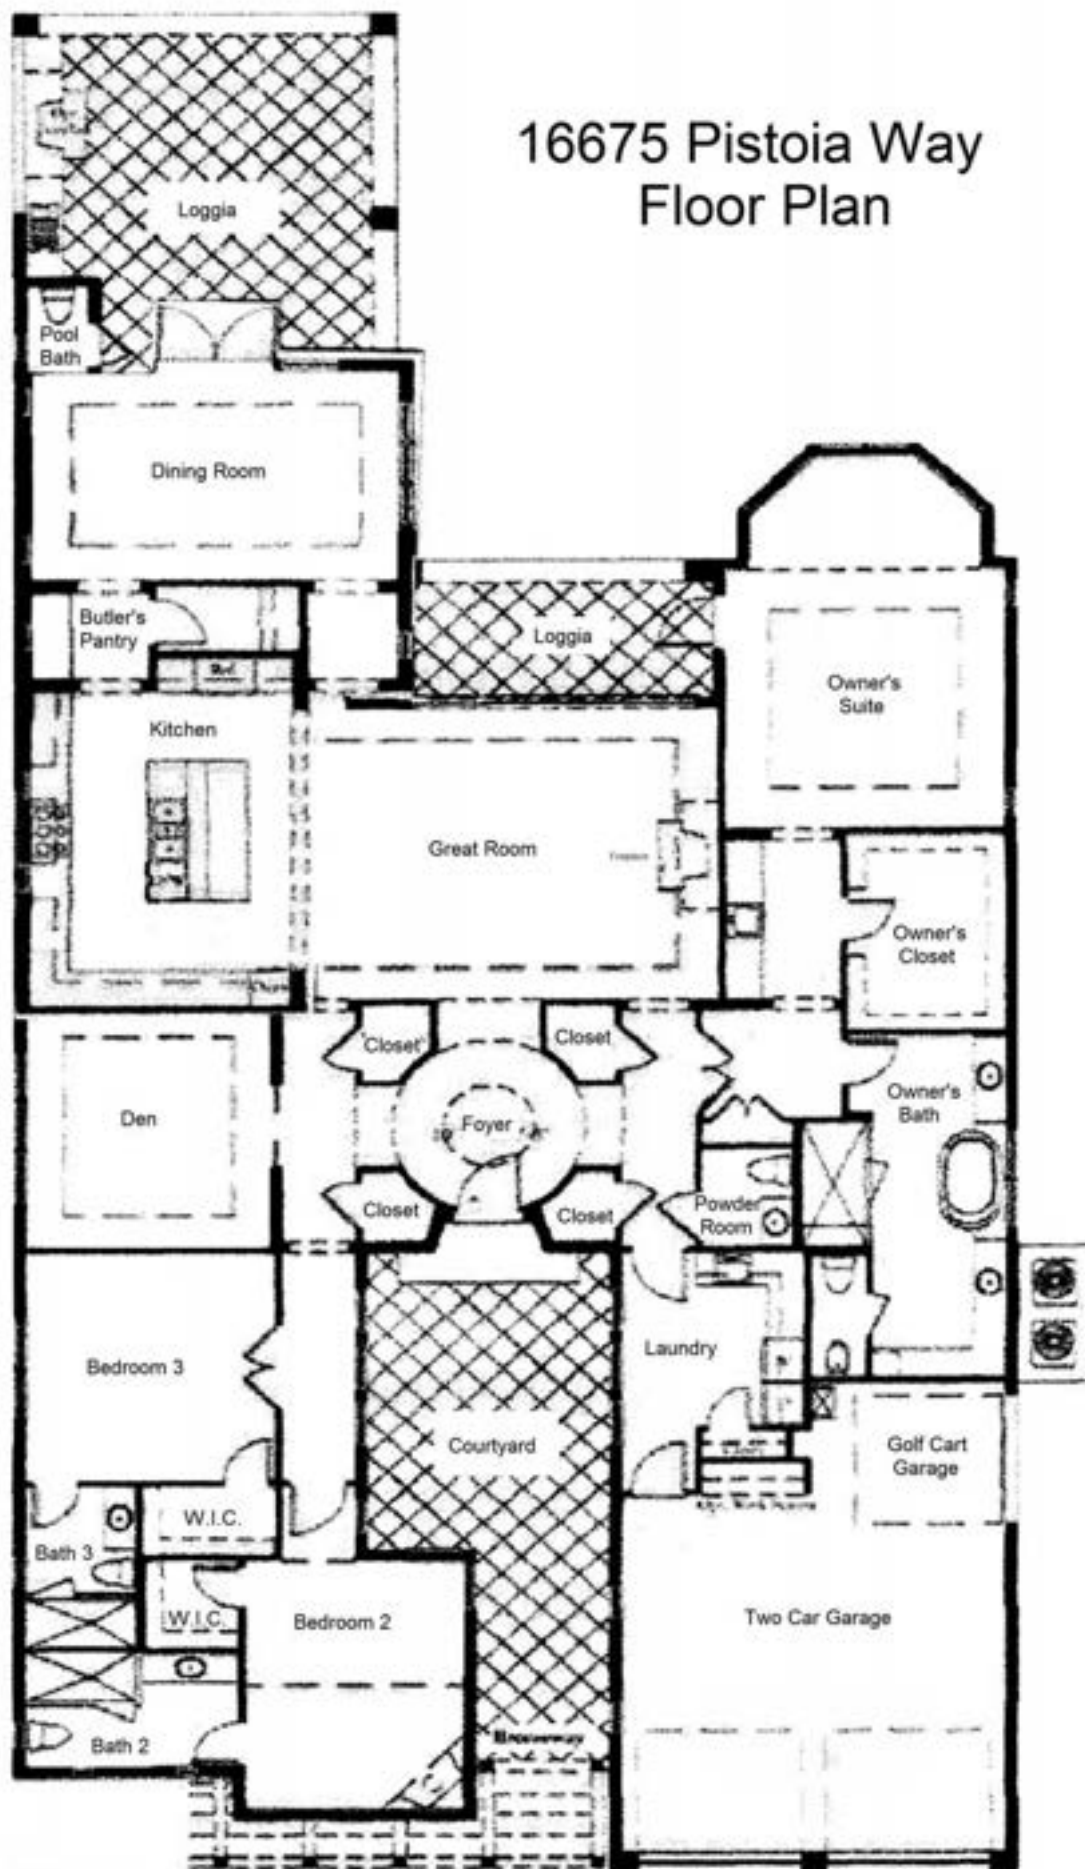 16675 Pistoia Way
Floor Plan
Loggia
Pool
Bath
Dining Room
Butler's
Pantry
Loggia
Owner's
Suite
Ref.
Kitchen
Great Room
Owner's
Closet
Closet
Closet
Den
Foyer
Owner's
Bath
Closet
Closet
Powder
Room
Bedroom 3
Laundry
Courtyard
Golf Cart
Garage
W.I.C.
Bath 3
W.I.C.
Bedroom 2
Two Car Garage
Bath 2
Breezeway